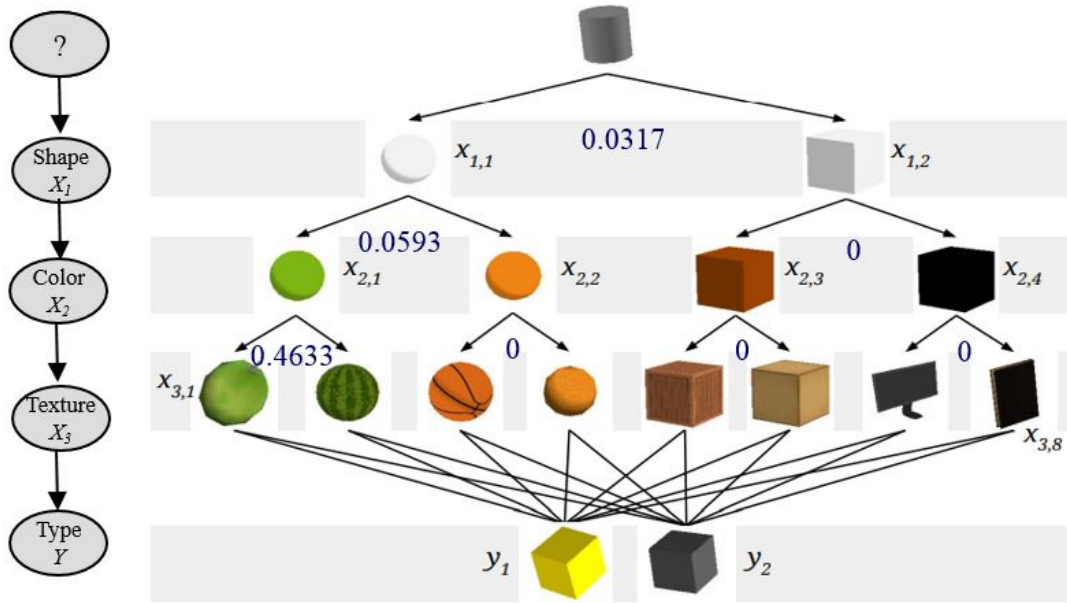 ?
Shape
X1
Color
X2
Texture
X3
Type
Y
x1,1
0.0317
x1,2
0.0593
x2,1
x2,2
x2,3
0
x2,4
x3,1
0.4633
0
0
0
x3,8
y1
y2